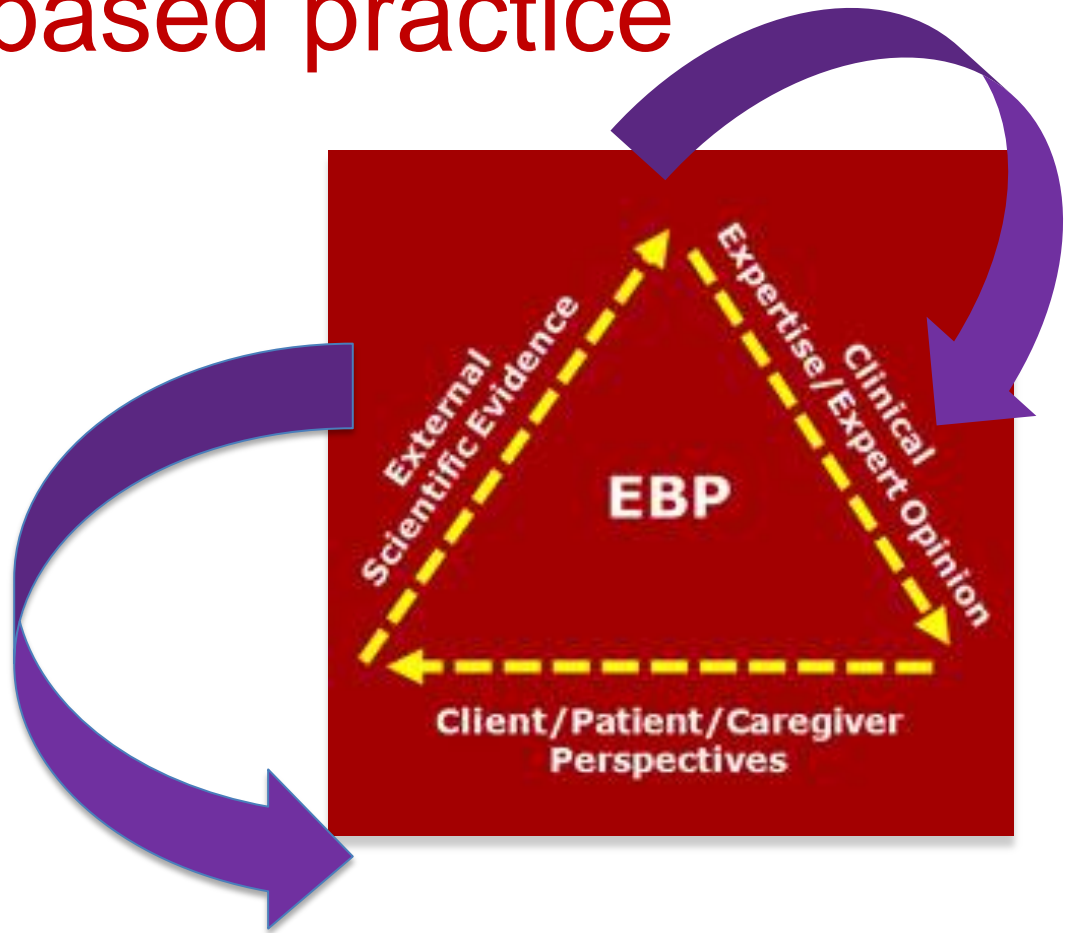 based practice
External
Scientific Evidence
Clinical
Expertise/Expert Opinion
EBP
Client/Patient/Caregiver
Perspectives